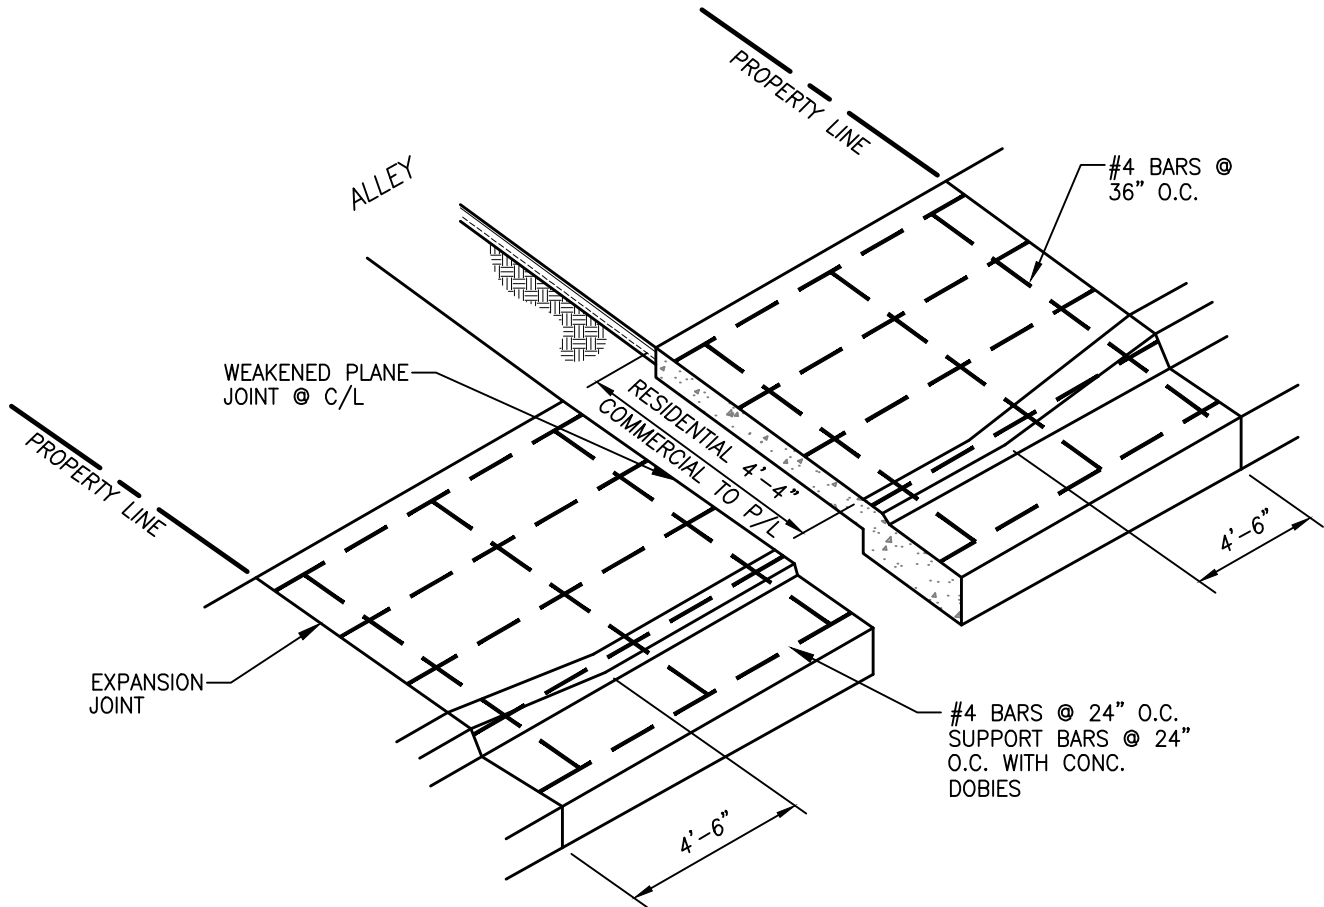 PROPERTY LINE
#4 BARS @
36" O.C.
ALLEY
WEAKENED PLANE
JOINT @ C/L
RESIDENTIAL 4'-4"
COMMERCIAL TO P/L
PROPERTY LINE
4'-6"
EXPANSION
JOINT
#4 BARS @ 24" O.C.
SUPPORT BARS @ 24"
O.C. WITH CONC.
DOBIES
4'-6"